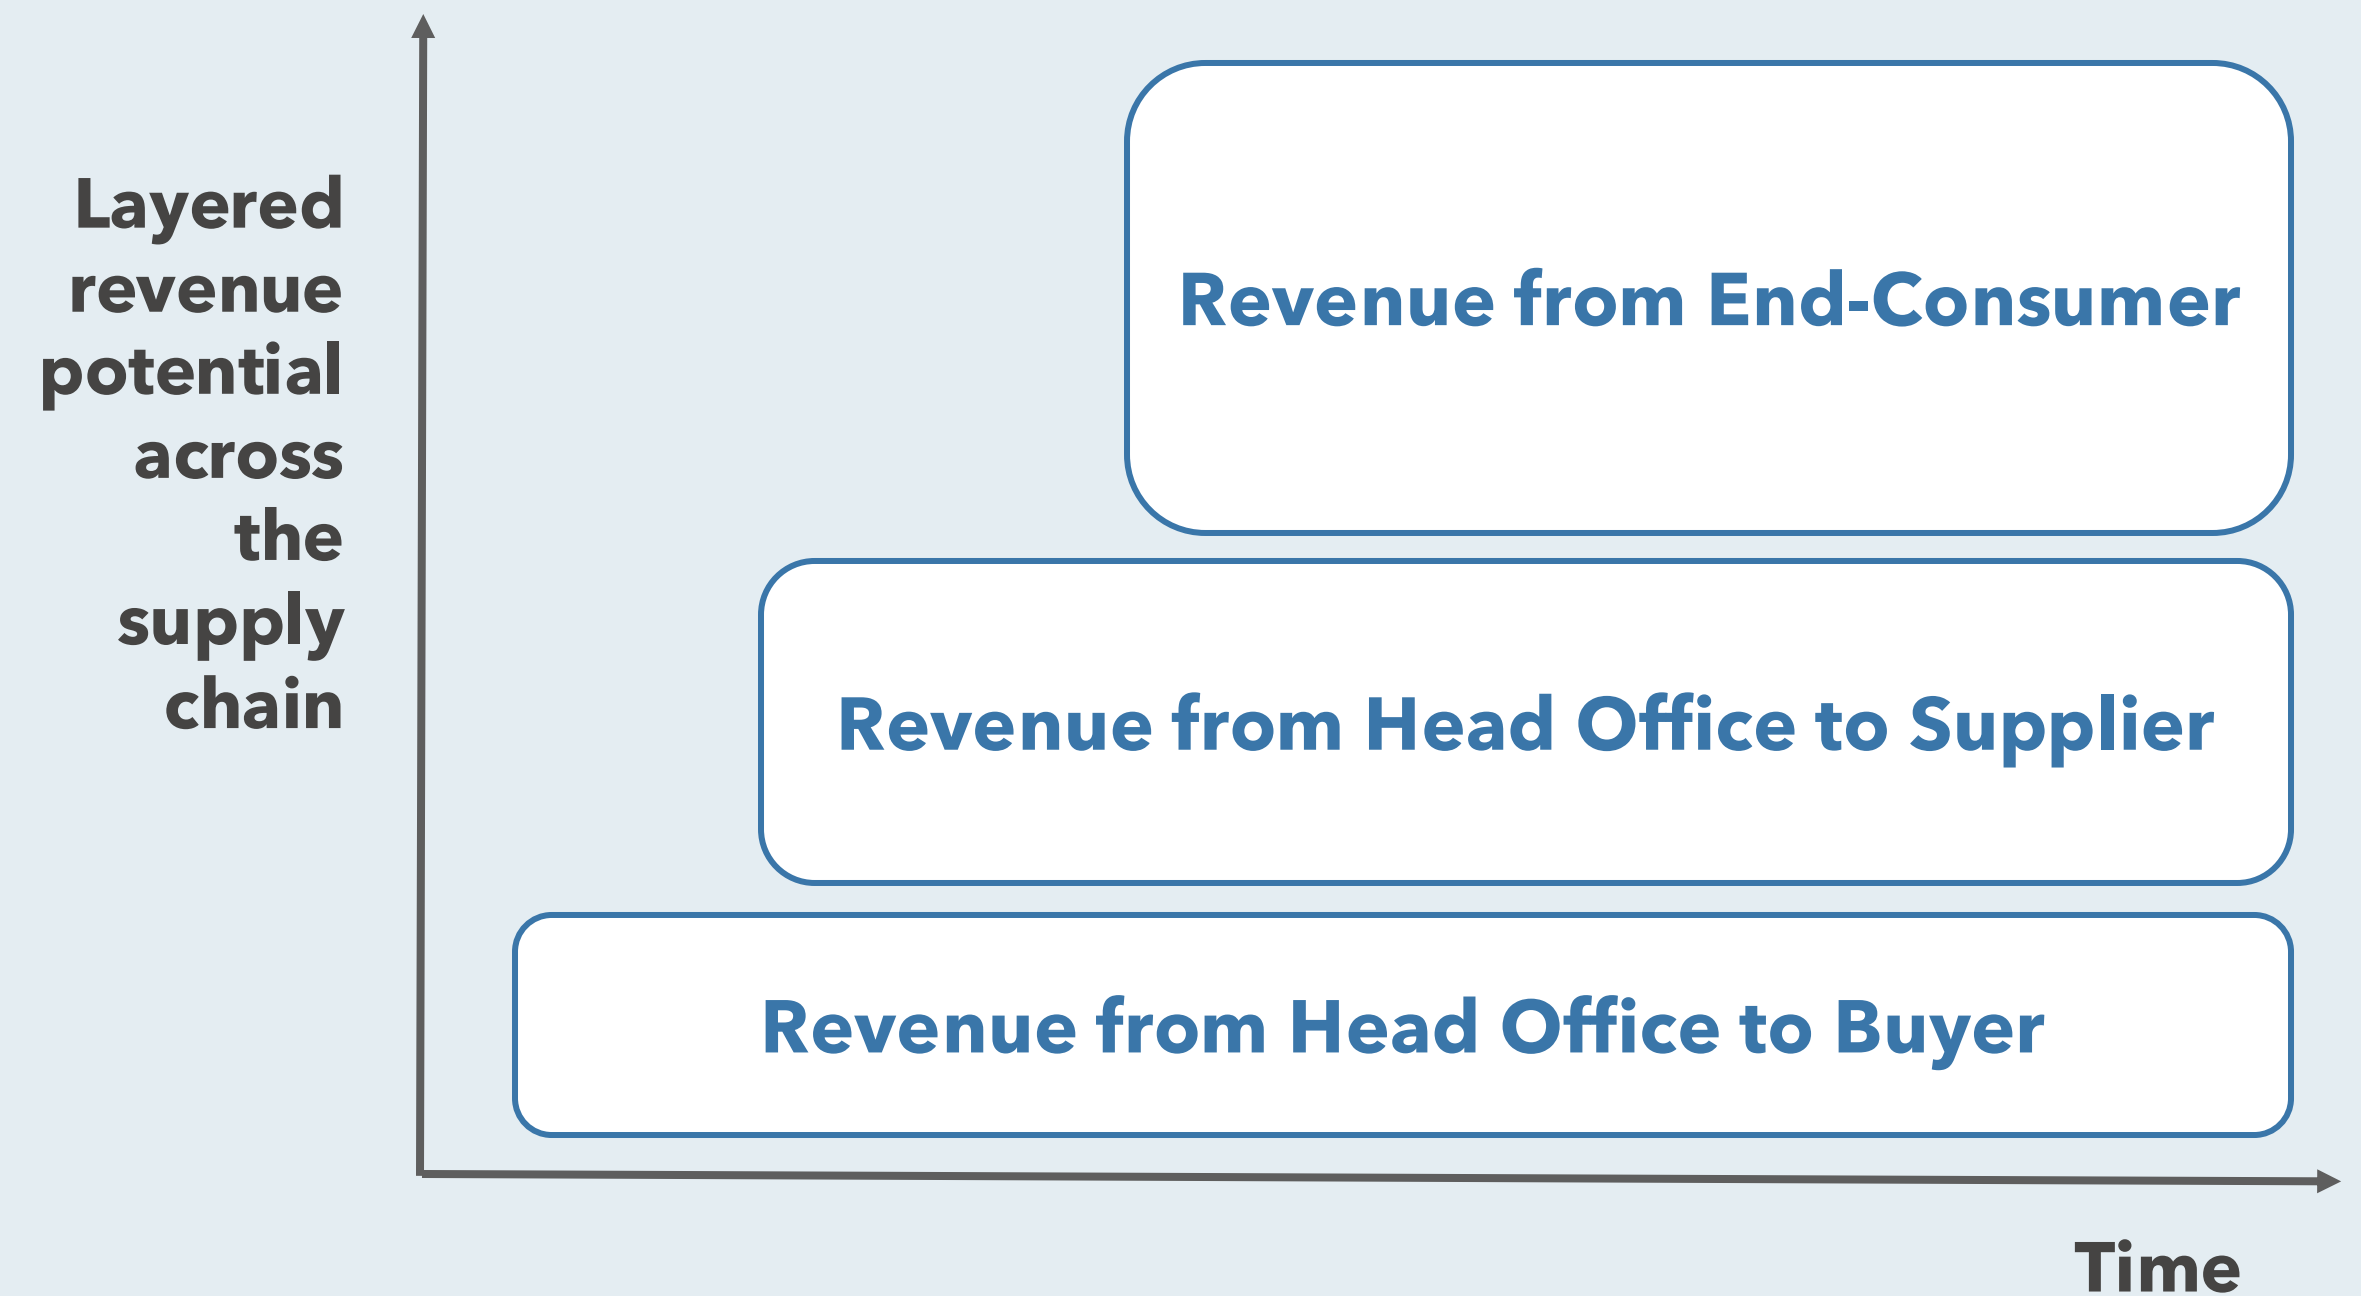 Layered
revenue
potential
across
the
supply
chain
Revenue from End-Consumer
Revenue from Head Office to Supplier
Revenue from Head Office to Buyer
Time